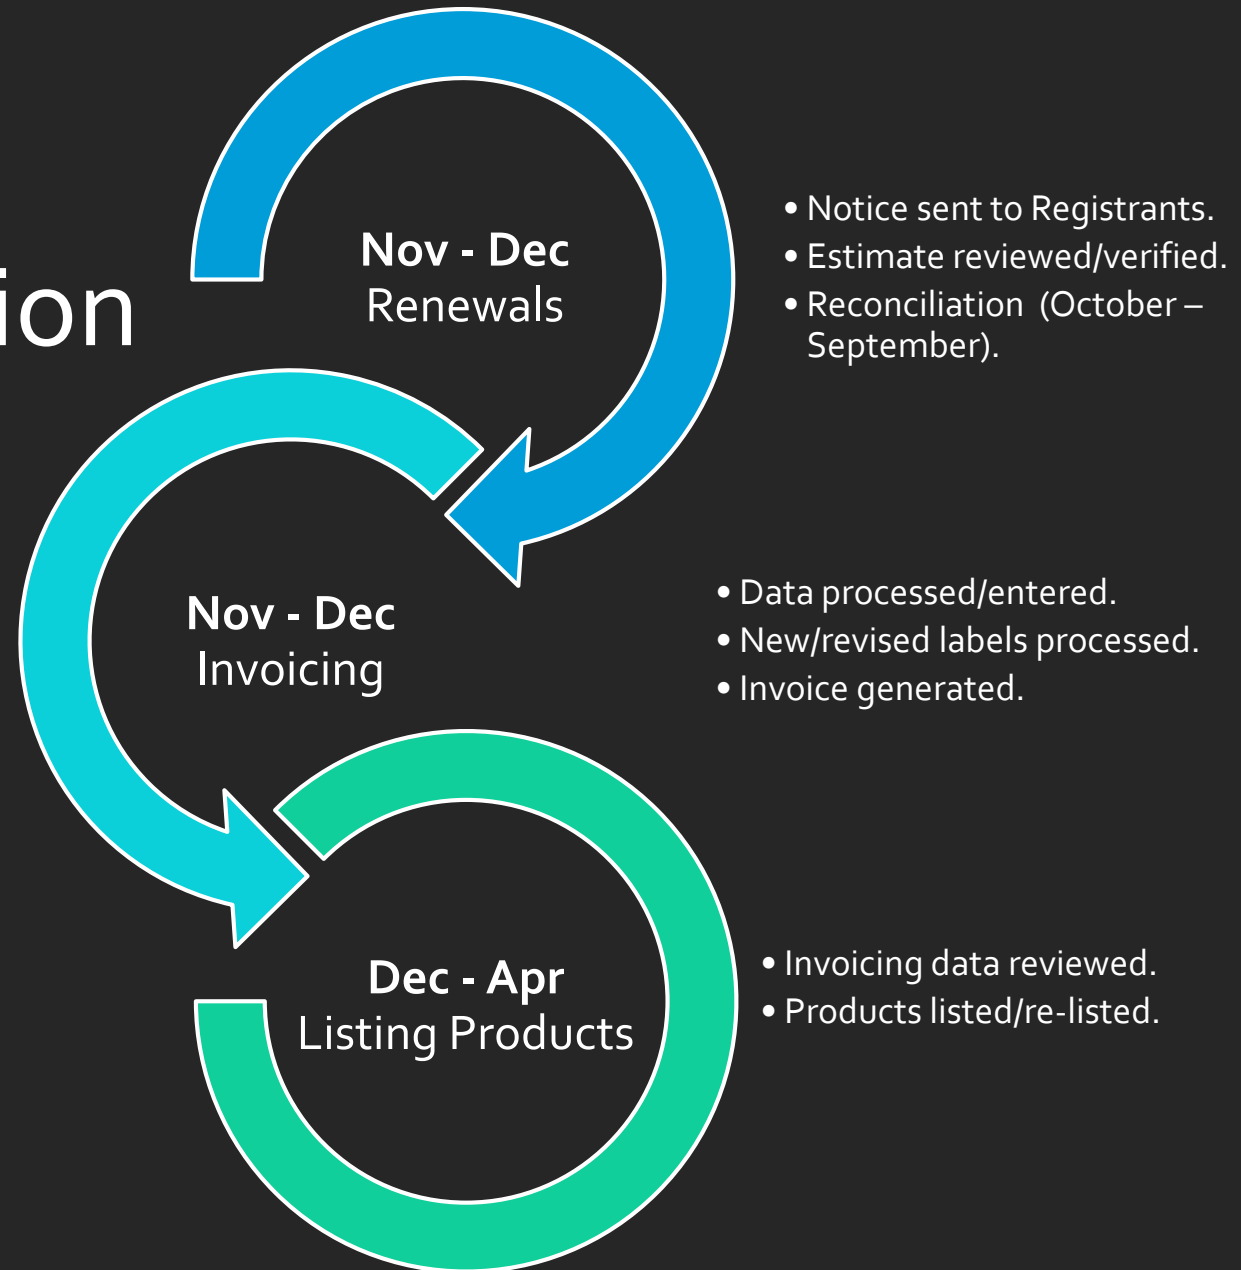 ion
Nov - Dec
Renewals
• Notice sent to Registrants.
• Estimate reviewed/verified.
• Reconciliation (October –
September).
Nov - Dec
Invoicing
• Data processed/entered.
• New/revised labels processed.
• Invoice generated.
Dec - Apr
Listing Products
• Invoicing data reviewed.
• Products listed/re-listed.